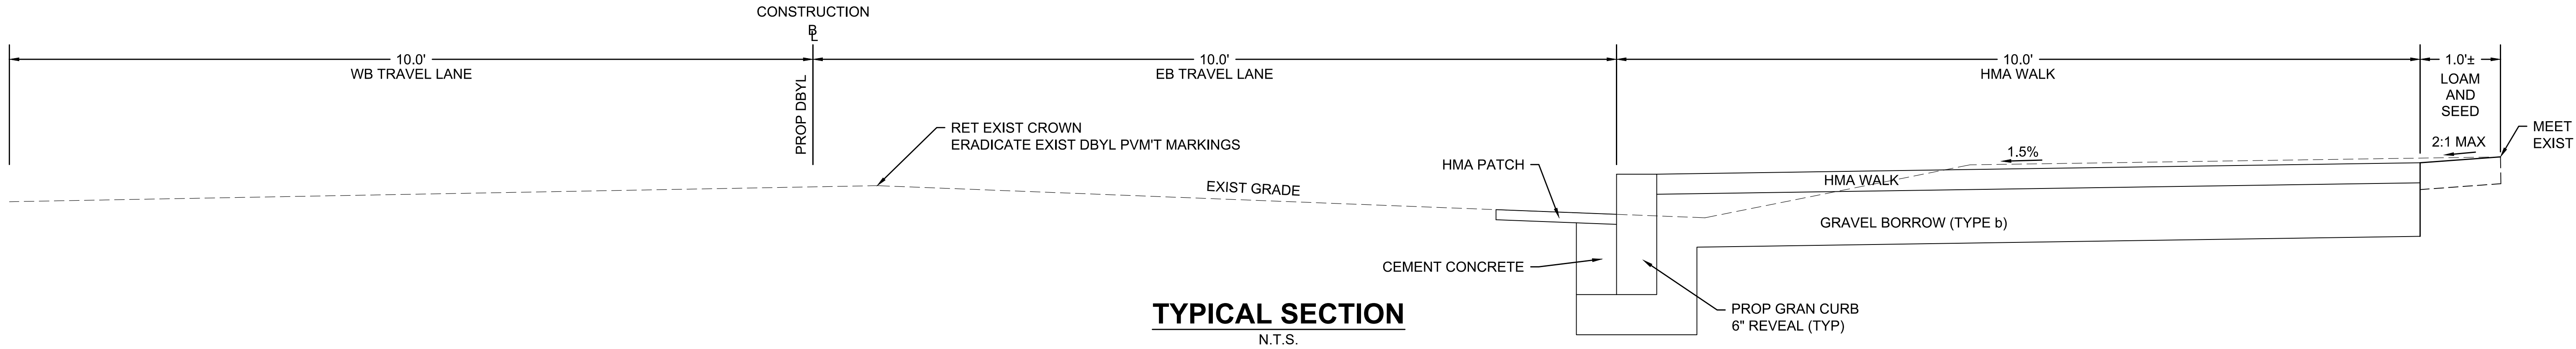 CONSTRUCTION
BL
10.0'
WB TRAVEL LANE
10.0'
EB TRAVEL LANE
10.0'
HMA WALK
1.0'±
LOAM
AND
SEED
2:1 MAX
MEET
EXIST
PROP DBYL
RET EXIST CROWN
ERADICATE EXIST DBYL PVM'T MARKINGS
EXIST GRADE
HMA PATCH
1.5%
HMA WALK
GRAVEL BORROW (TYPE b)
CEMENT CONCRETE
PROP GRAN CURB
6" REVEAL (TYP)
TYPICAL SECTION
N.T.S.